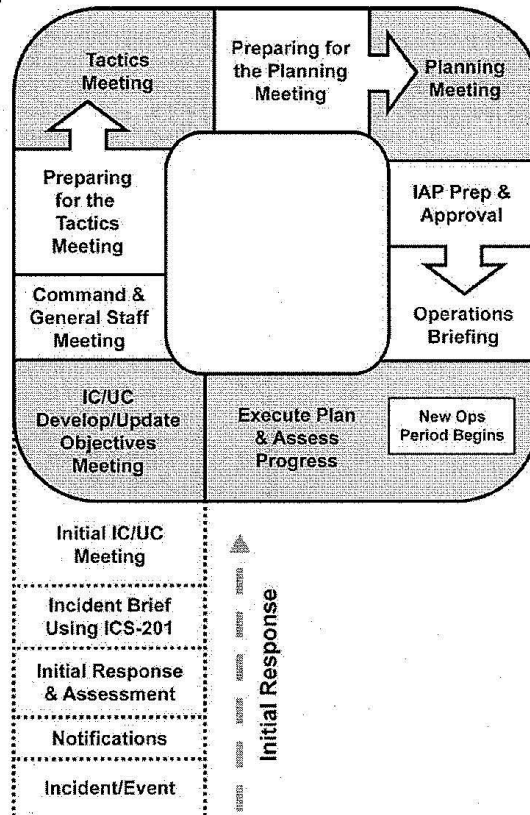 Tactics
Meeting
Preparing for
the Planning
Meeting
Planning
Meeting
Preparing
for the
Tactics
Meeting
IAP Prep &
Approval
Command &
General Staff
Meeting
Operations
Briefing
IC/UC
Develop/Update
Objectives
Meeting
Execute Plan
& Assess
Progress
New Ops
Period Begins
Initial IC/UC
Meeting
Incident Brief
Using ICS-201
Initial Response
& Assessment
Notifications
Incident/Event
Initial Response